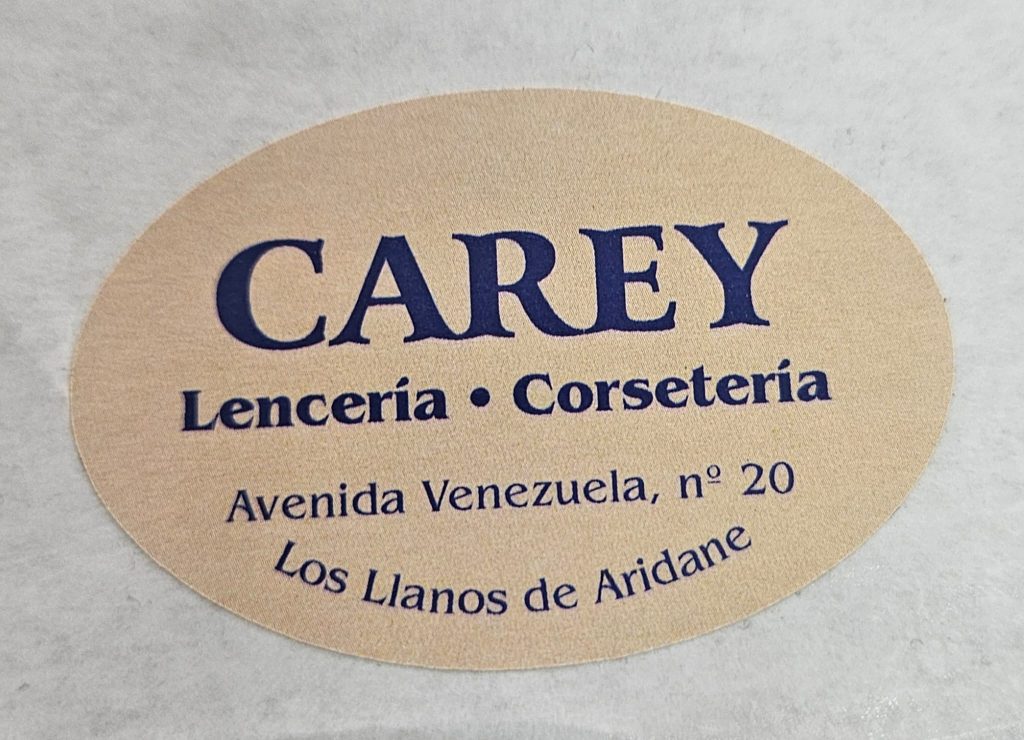 CAREY
Lencería • Corsetería
Avenida Venezuela, nº 20
Los Llanos de Aridane